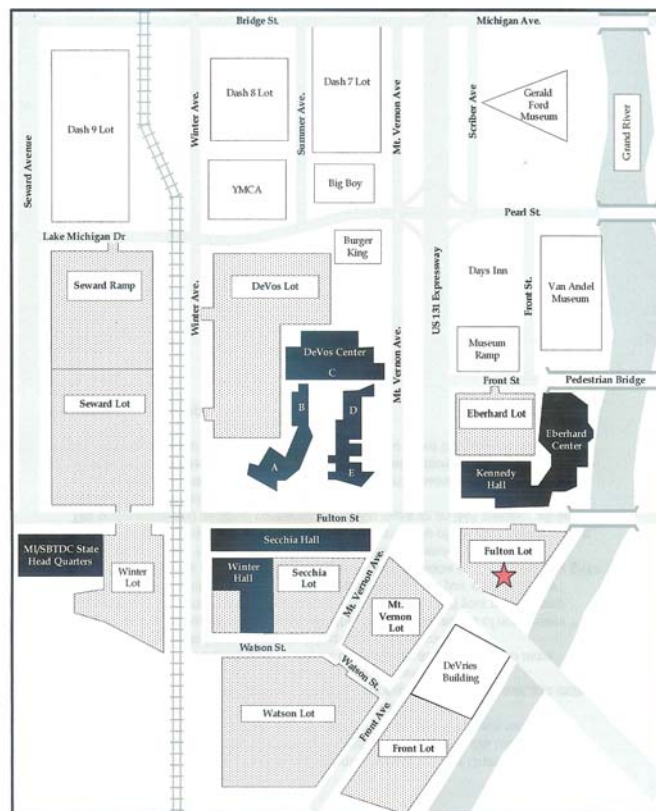 Bridge St.
Michigan Ave.
Seward Avenue
Dash 9 Lot
Winter Ave.
Dash 8 Lot
Summer Ave.
Dash 7 Lot
Mt. Vernon Ave
Scriber Ave
Gerald
Ford
Museum
Grand River
YMCA
Big Boy
Pearl St.
Lake Michigan Dr
Burger
King
Seward Ramp
DeVos Lot
Winter Ave.
US 131 Expressway
Days Inn
Front St.
Van Andel
Museum
DeVos Center
C
Mt. Vernon Ave.
Museum
Ramp
Front St
Pedestrian Bridge
Seward Lot
B
D
Eberhard Lot
Eberhard
Center
A
E
Kennedy
Hall
Fulton St
MI/SBTDC State
Head Quarters
Winter
Lot
Secchia Hall
Winter
Hall
Secchia
Lot
Mt. Vernon Ave.
Fulton Lot
Mt.
Vernon
Lot
Watson St.
Watson St.
DeVries
Building
Watson Lot
Front Ave.
Front Lot